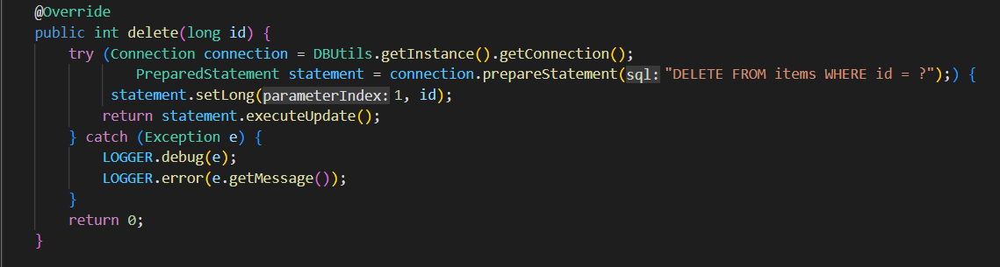 @Override
public int delete(long id) {
try (Connection connection = DBUtils.getInstance().getConnection();
PreparedStatement statement = connection.prepareStatement(sql: "DELETE FROM items WHERE id = ?");) {
statement.setLong(parameterIndex: 1, id);
return statement.executeUpdate();
} catch (Exception e) {
LOGGER.debug(e);
LOGGER.error(e.getMessage());
}
return 0;
}